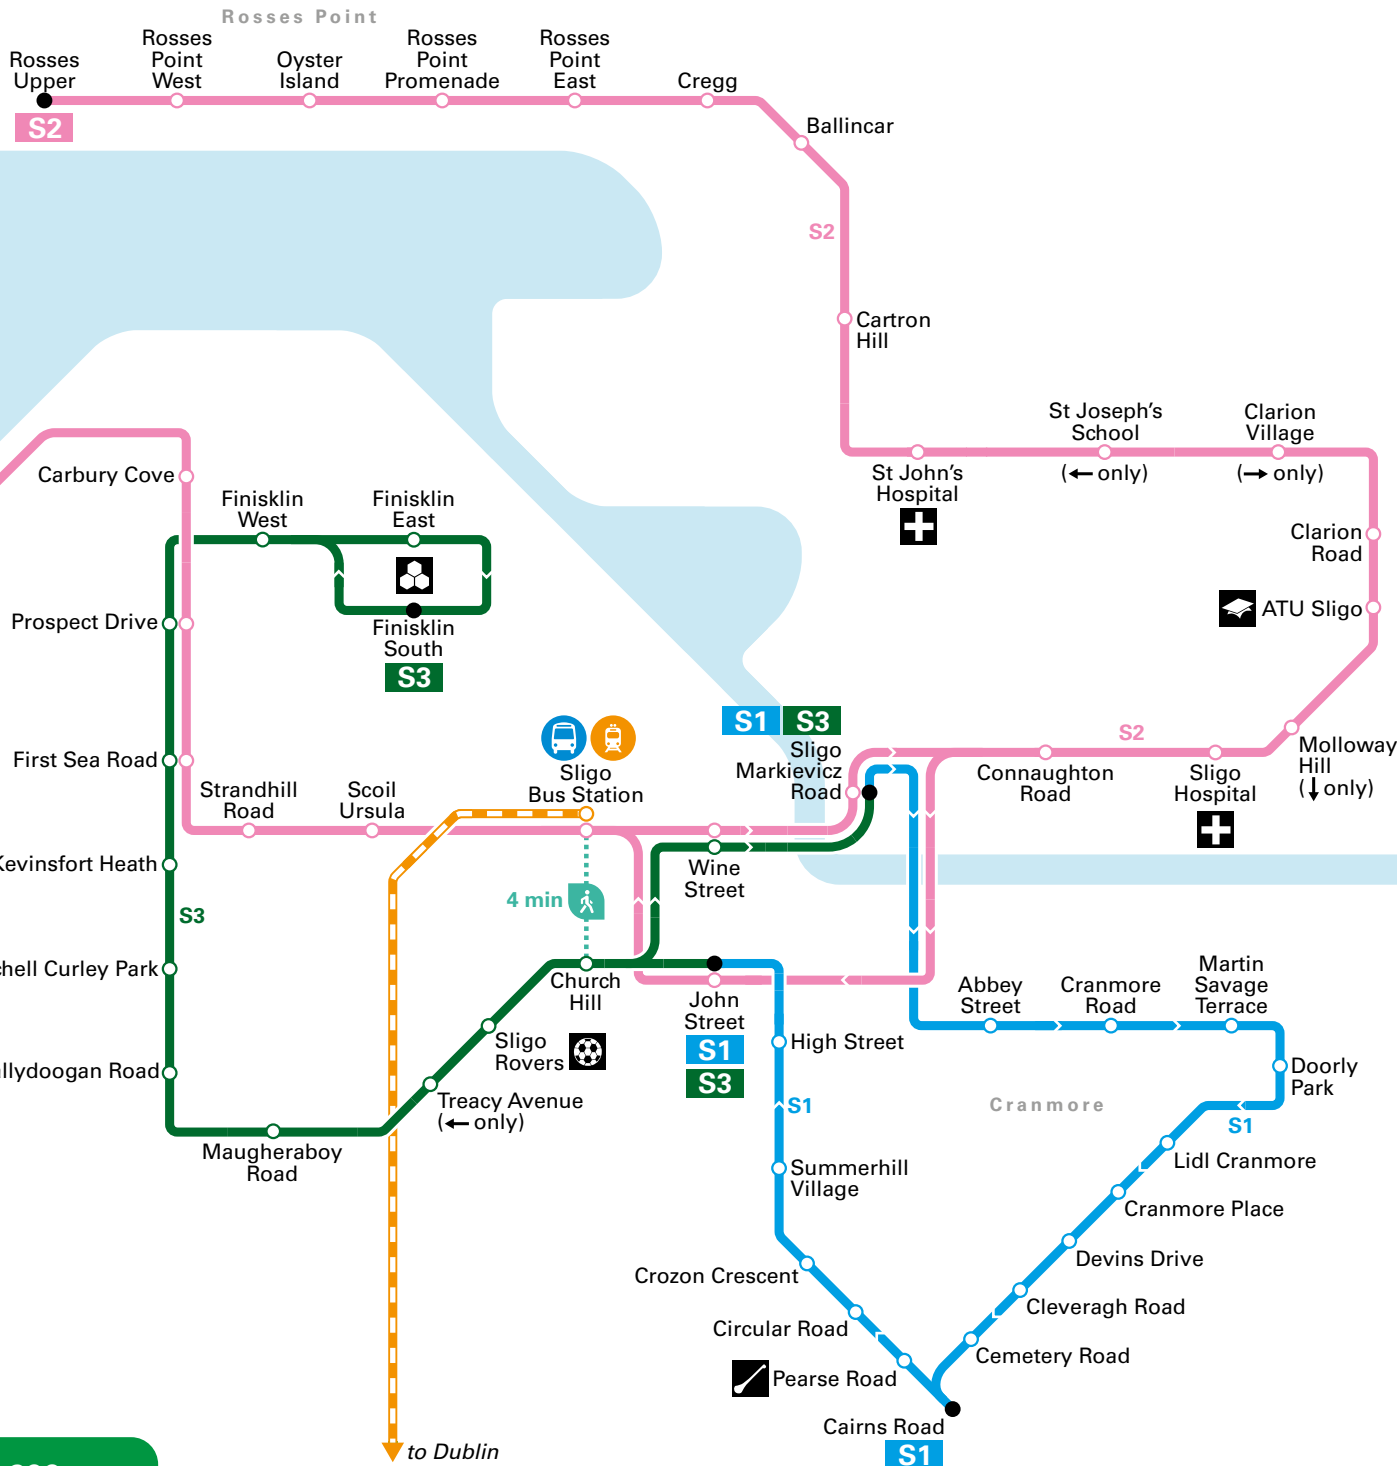 Rosses Point
Rosses
Upper
S2
Rosses
Point
West
Oyster
Island
Rosses
Point
Promenade
Rosses
Point
East
Cregg
Ballincar
S2
Cartron
Hill
St John's
Hospital
St Joseph's
School
(← only)
Clarion
Village
(→ only)
Clarion
Road
ATU Sligo
Molloway
Hill
(↓ only)
S2
Sligo
Hospital
Connaughton
Road
Carbury Cove
Finisklin
West
Finisklin
East
Finisklin
South
S3
Prospect Drive
First Sea Road
Strandhill
Road
Scoil
Ursula
Sligo
Bus Station
S1 S3
Sligo
Markievicz
Road
Wine
Street
4 min
Kevinsfort Heath
S3
chell Curley Park
llydoogan Road
Maugheraboy
Road
Treacy Avenue
(← only)
Sligo
Rovers
Church
Hill
John
Street
S1
S3
High Street
S1
Summerhill
Village
Crozon Crescent
Circular Road
Pearse Road
Cairns Road
S1
Abbey
Street
Cranmore
Road
Martin
Savage
Terrace
Doorly
Park
Cranmore
S1
Lidl Cranmore
Cranmore Place
Devins Drive
Cleveragh Road
Cemetery Road
to Dublin